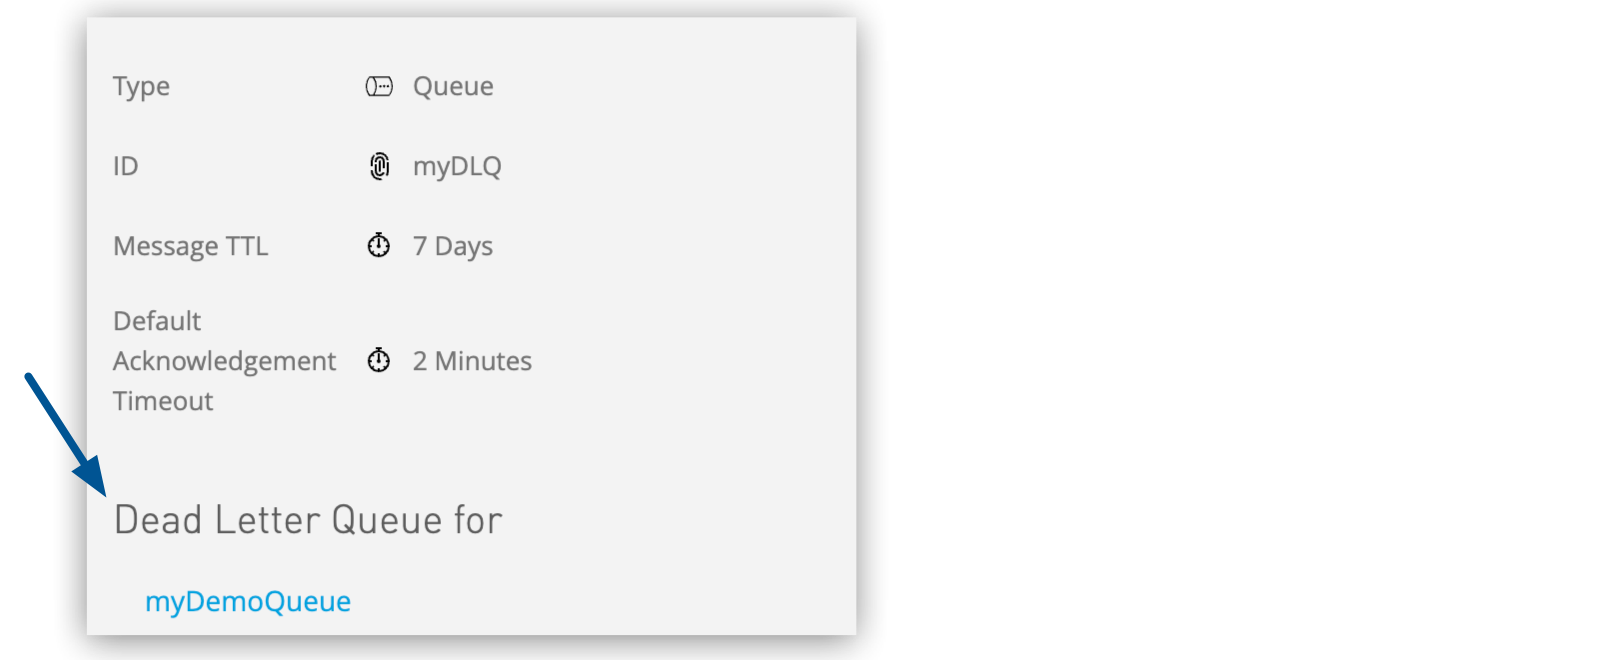 Type Queue
ID myDLQ
Message TTL 7 Days
Default
Acknowledgement 2 Minutes
Timeout
Dead Letter Queue for
myDemoQueue